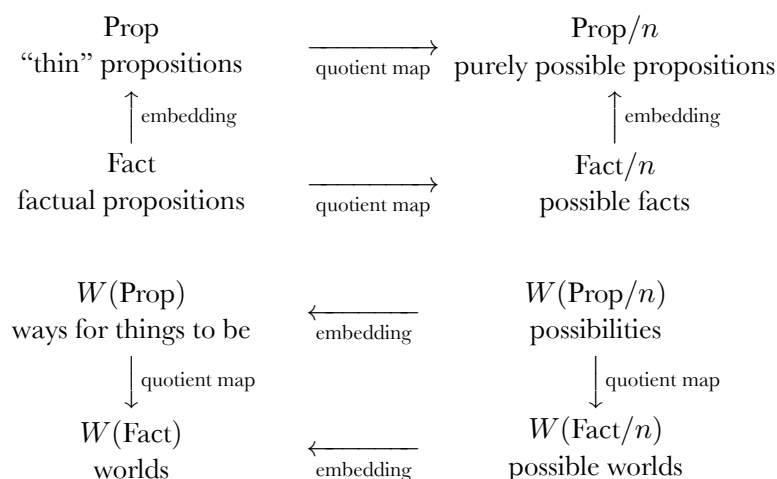 Prop Prop/n
“thin” propositions quotient map purely possible propositions
embedding embedding
Fact Fact/n
factual propositions quotient map possible facts
W(Prop) W(Prop/n)
ways for things to be embedding possibilities
quotient map quotient map
W(Fact) W(Fact/n)
worlds embedding possible worlds